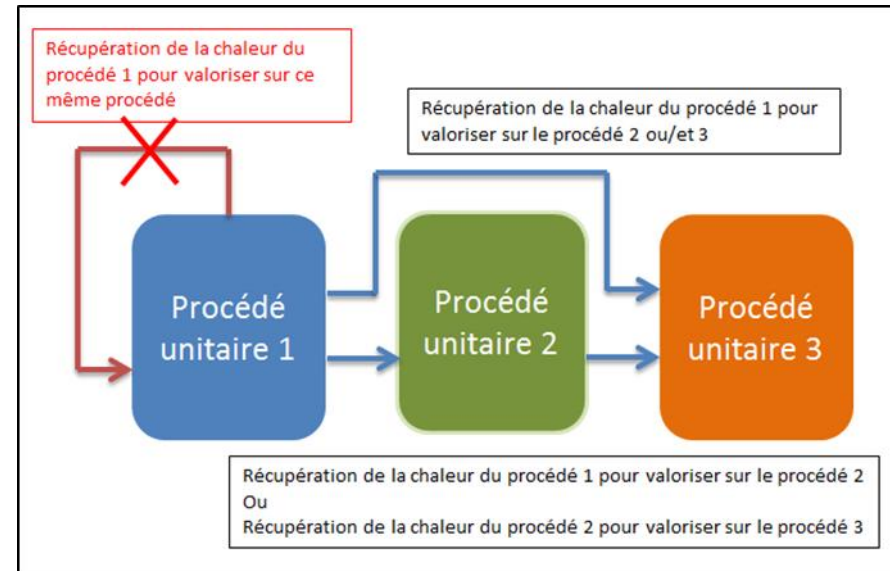 Récupération de la chaleur du
procédé 1 pour valoriser sur ce
même procédé
Récupération de la chaleur du procédé 1 pour
valoriser sur le procédé 2 ou/et 3
Procédé
unitaire 1
Procédé
unitaire 2
Procédé
unitaire 3
Récupération de la chaleur du procédé 1 pour valoriser sur le procédé 2
Ou
Récupération de la chaleur du procédé 2 pour valoriser sur le procédé 3